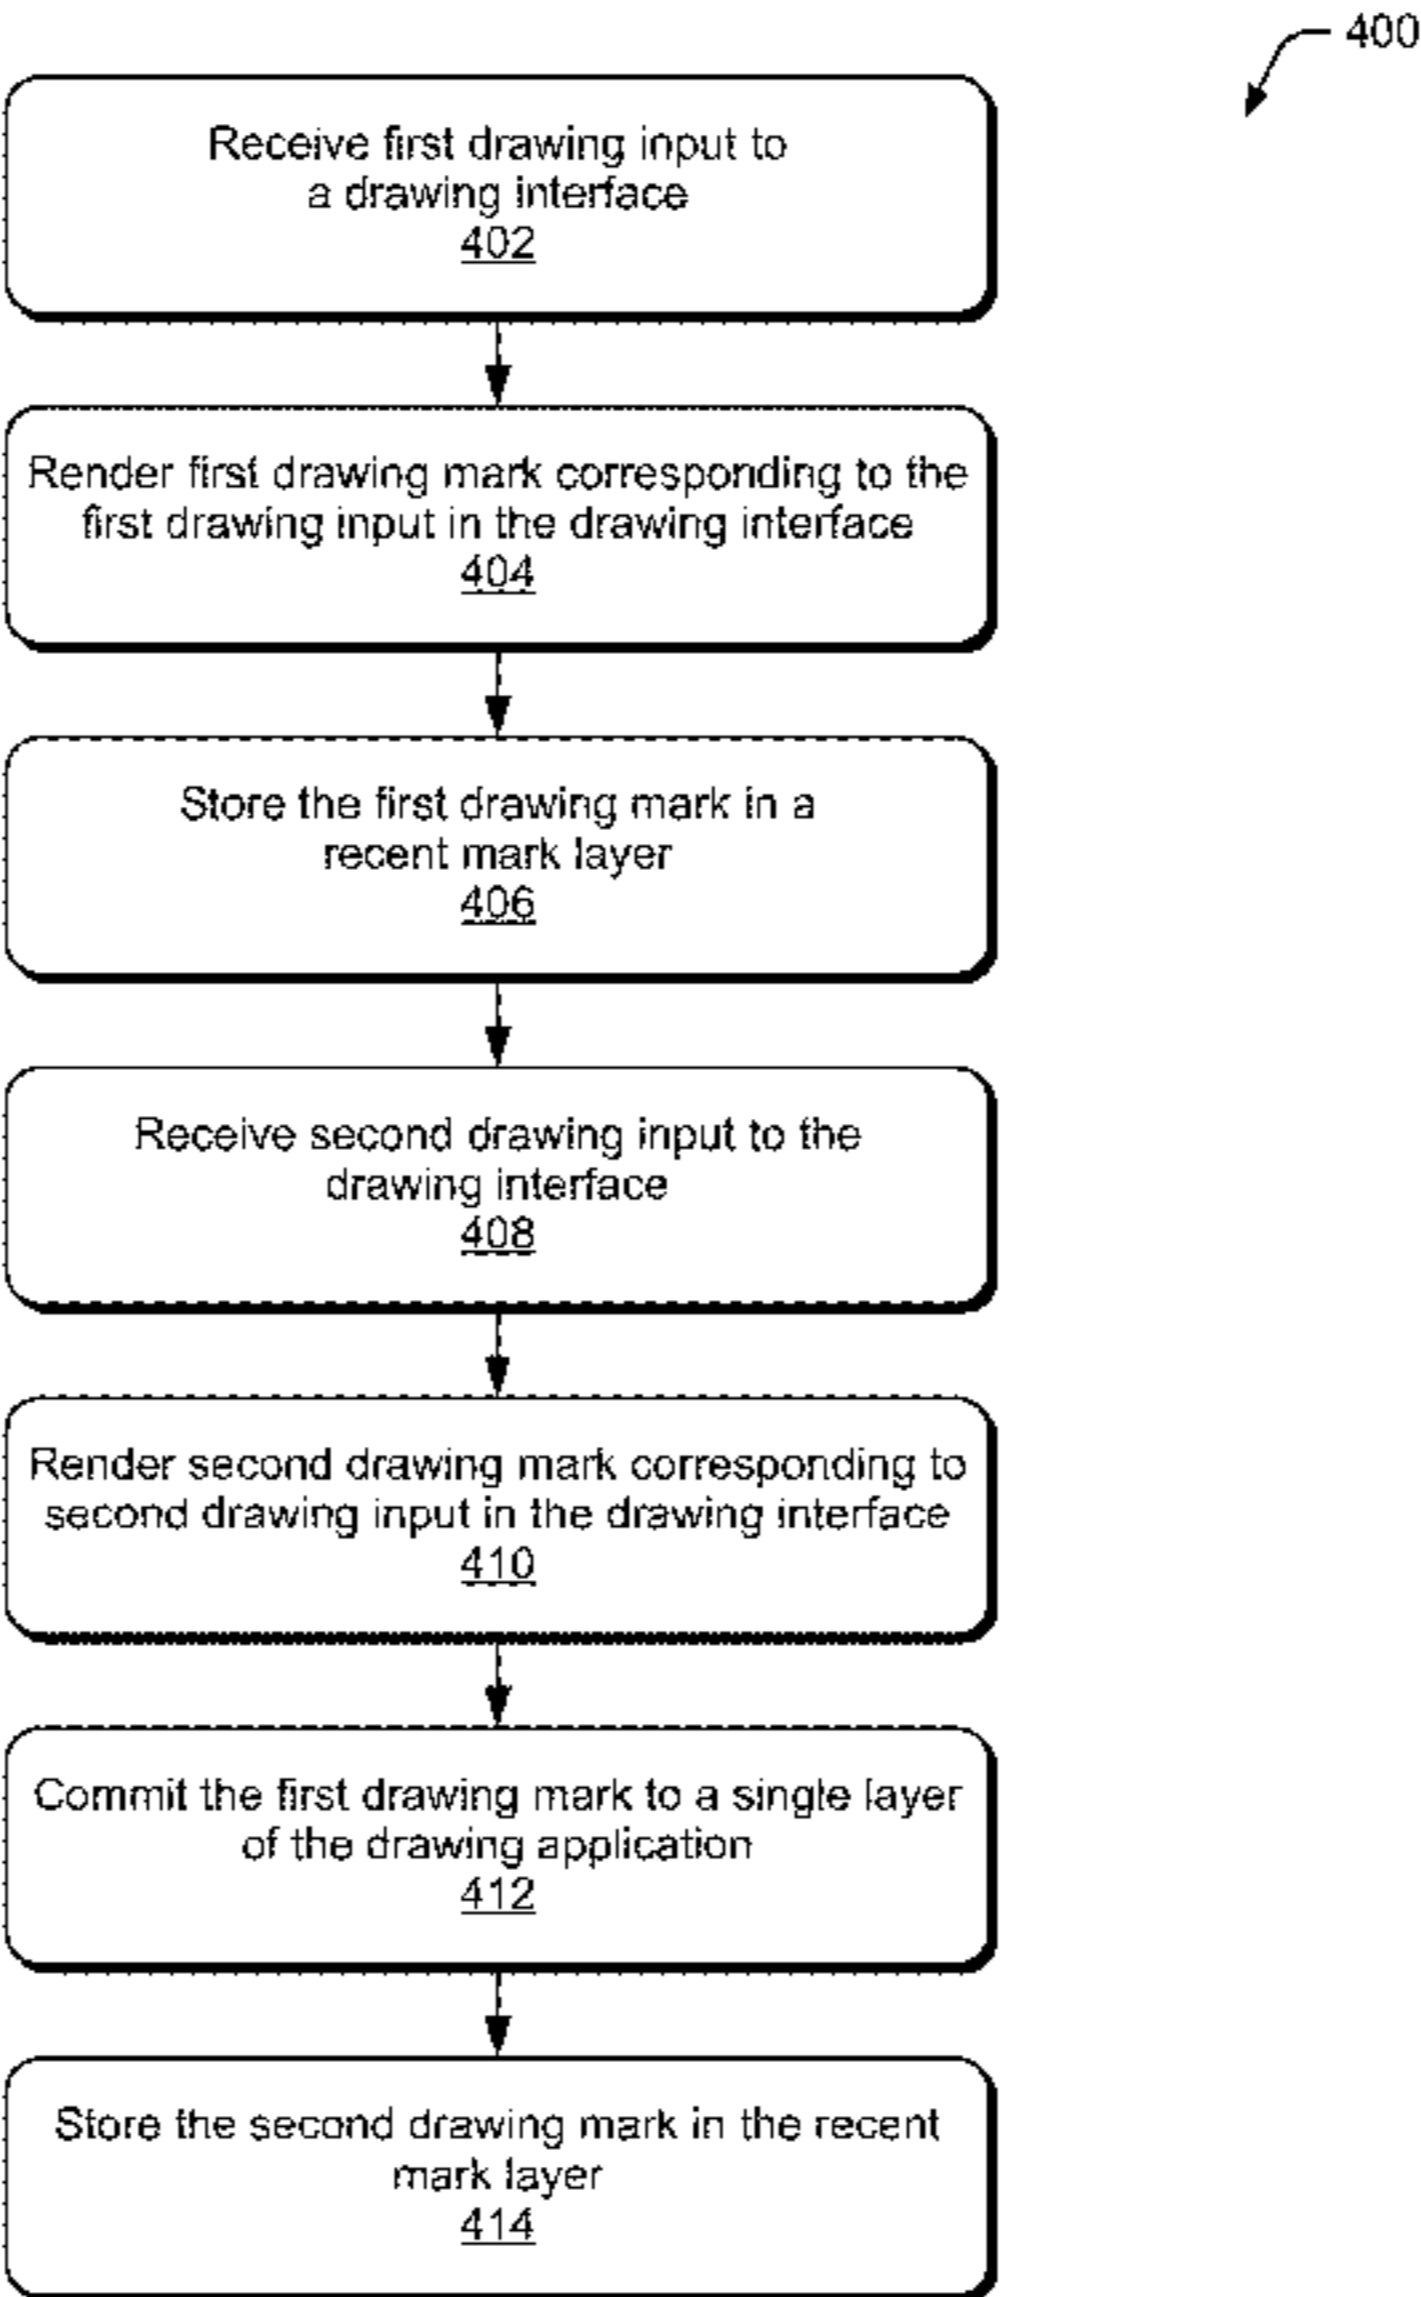 400
Receive first drawing input to
a drawing interface
402
Render first drawing mark corresponding to the
first drawing input in the drawing interface
404
Store the first drawing mark in a
recent mark layer
406
Receive second drawing input to the
drawing interface
408
Render second drawing mark corresponding to
second drawing input in the drawing interface
410
Commit the first drawing mark to a single layer
of the drawing application
412
Store the second drawing mark in the recent
mark layer
414